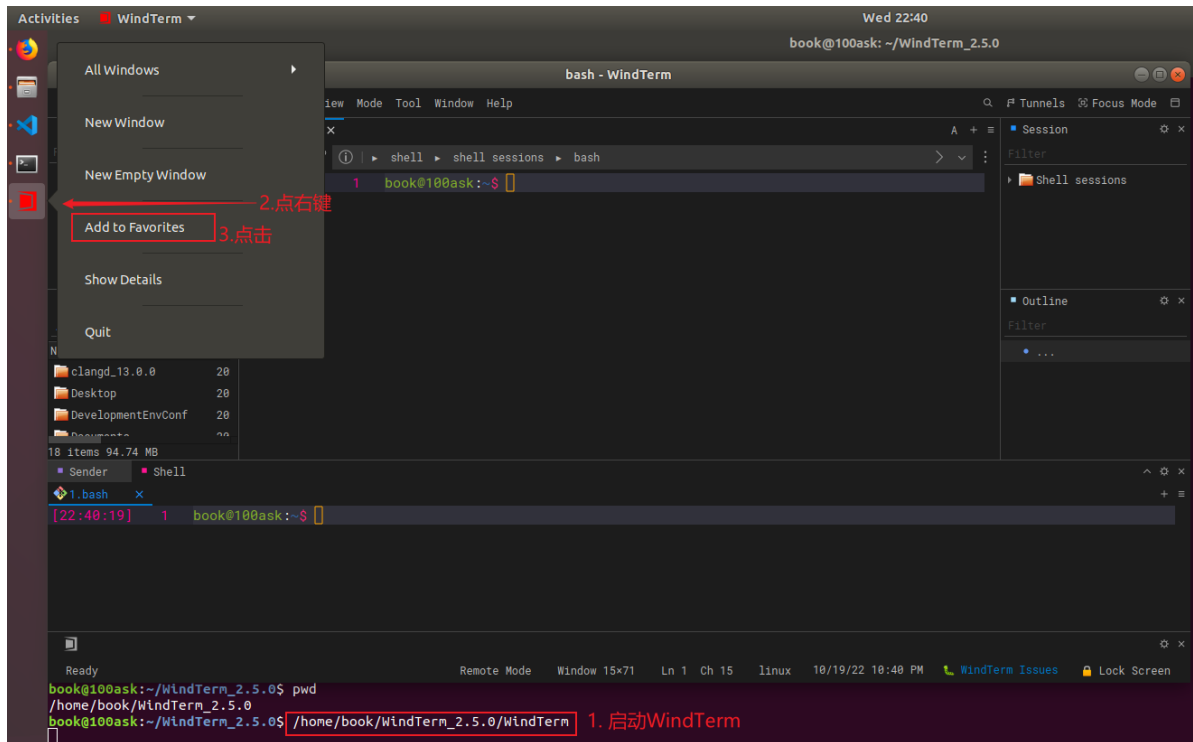 Activities WindTerm Wed 22:40
book@100ask: ~/WindTerm_2.5.0
bash - WindTerm
All Windows
New Window
New Empty Window
Add to Favorites
Show Details
Quit
2.点右键
3.点击
iew Mode Tool Window Help
Tunnels Focus Mode
A + ≡
shell ▸ shell sessions ▸ bash
1 book@100ask:~$
Session
Filter
Shell sessions
Outline
Filter
...
N
clangd_13.0.0 20
Desktop 20
DevelopmentEnvConf 20
Documents 20
18 items 94.74 MB
Sender Shell
1.bash
[22:40:19] 1 book@100ask:~$
Ready Remote Mode Window 15×71 Ln 1 Ch 15 linux 10/19/22 10:40 PM WindTerm Issues Lock Screen
book@100ask:~/WindTerm_2.5.0$ pwd
/home/book/WindTerm_2.5.0
book@100ask:~/WindTerm_2.5.0$ /home/book/WindTerm_2.5.0/WindTerm 1. 启动WindTerm